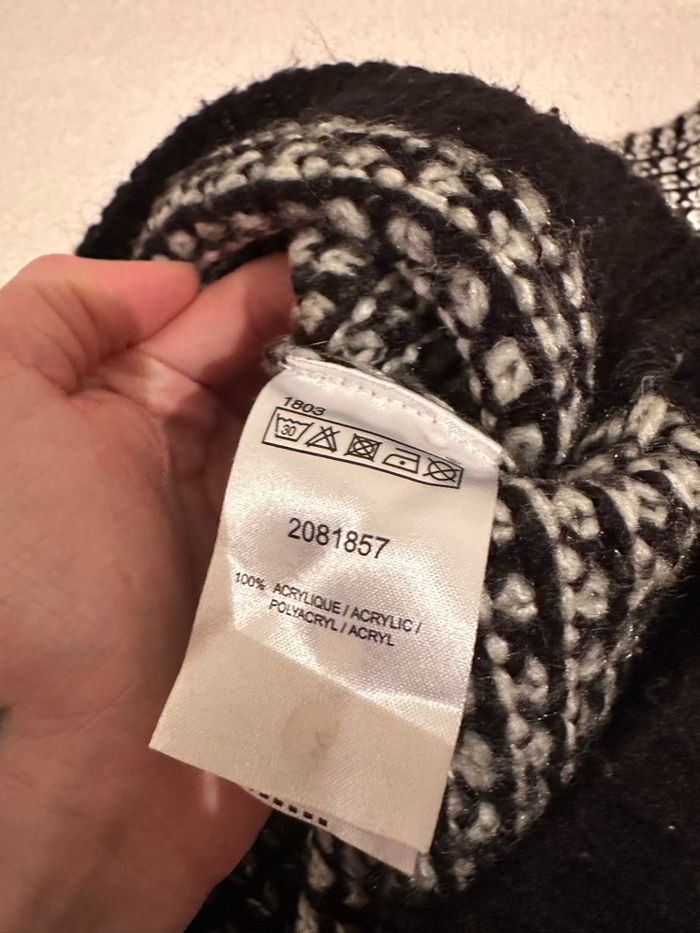 1803
30
2081857
100% ACRYLIQUE / ACRYLIC /
POLYACRYL / ACRYL